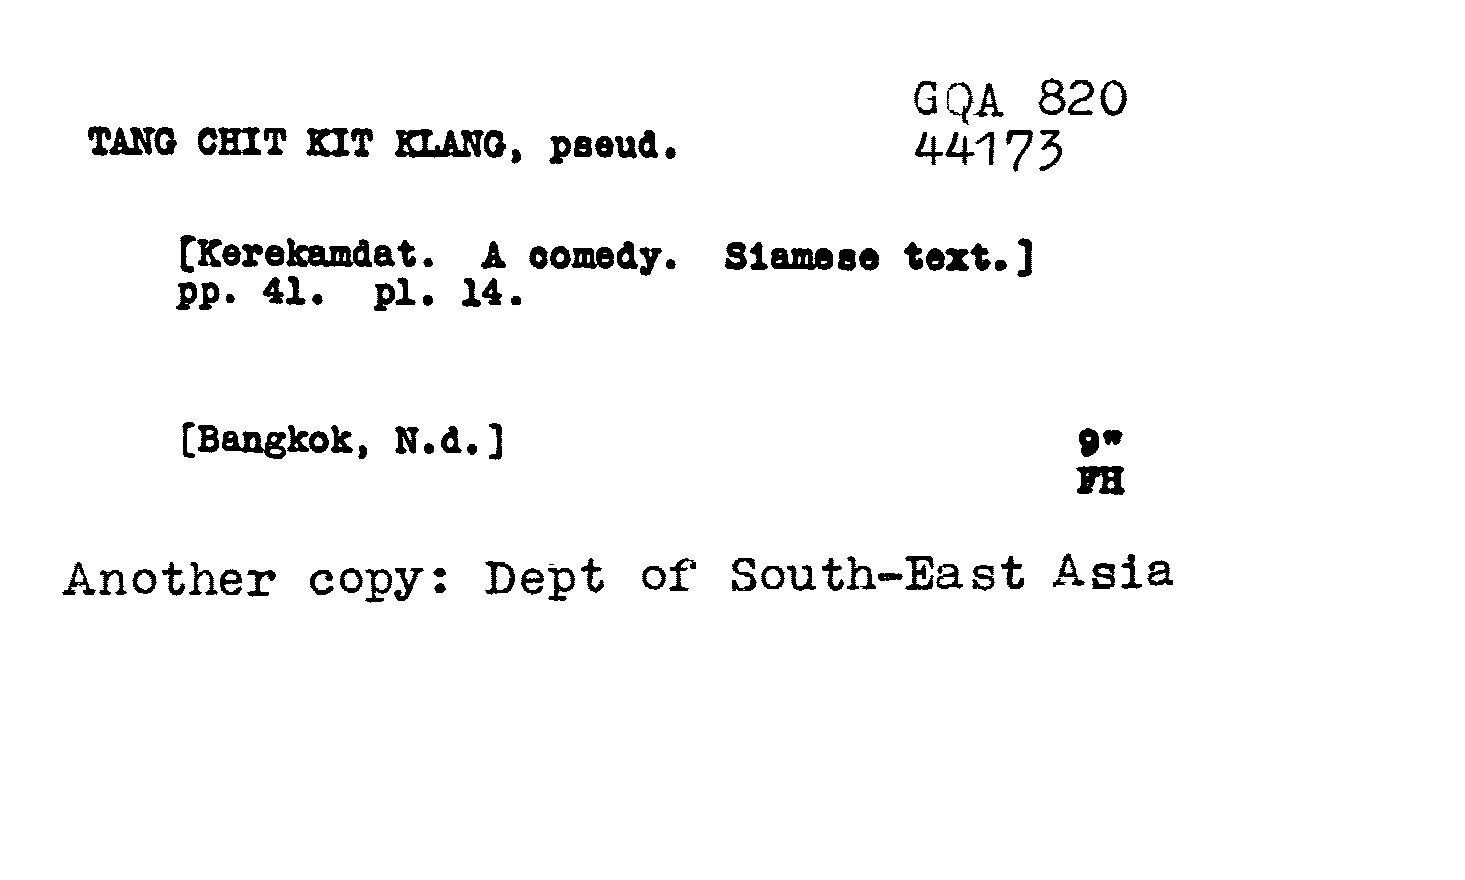 GQA 820
TANG CHIT KIT KLANG, pseud.
44173
[Kerekamdat. A comedy. Siamese text.]
pp. 41. pl. 14.
[Bangkok, N.d.]
9"
FH
Another copy: Dept of South-East Asia